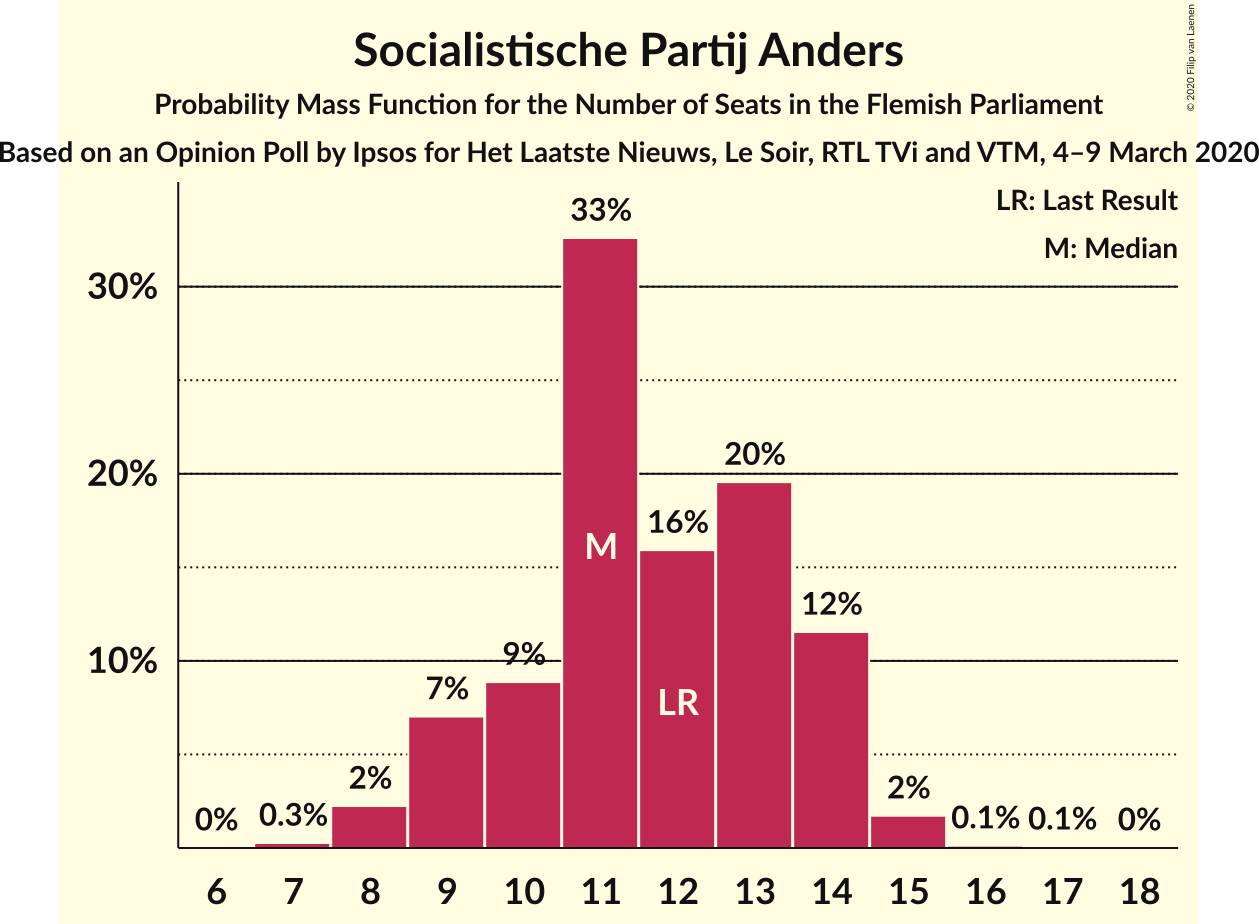 Socialistische Partij Anders
Probability Mass Function for the Number of Seats in the Flemish Parliament
Based on an Opinion Poll by Ipsos for Het Laatste Nieuws, Le Soir, RTL TVi and VTM, 4–9 March 2020
© 2020 Filip van Laenen
LR: Last Result
M: Median
30%
20%
10%
0%
0.3%
2%
7%
9%
33%
16%
20%
12%
2%
0.1%
0.1%
0%
M
LR
6 7 8 9 10 11 12 13 14 15 16 17 18